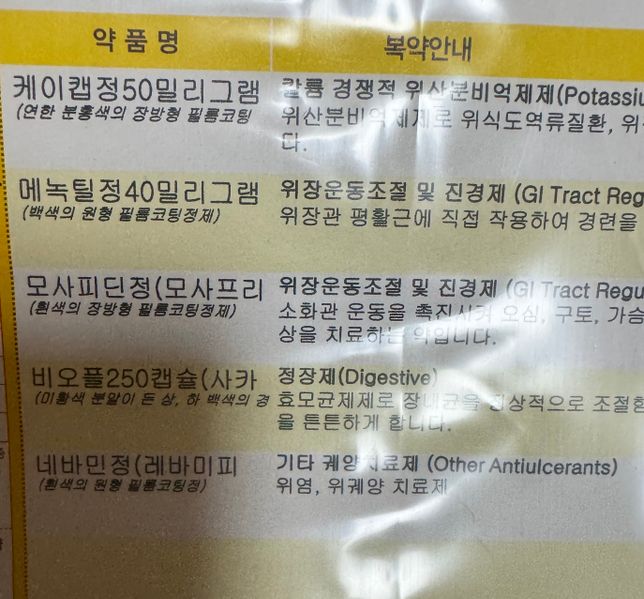 약 품 명
복약안내
케이캡정50밀리그램
(연한 분홍색의 장방형 필름코팅
칼륨 경쟁적 위산분비억제제(Potassiu
위산분비억제제로 위식도역류질환, 위
다.
메녹틸정40밀리그램
(백색의 원형 필름코팅정제)
위장운동조절 및 진경제 (GI Tract Reg
위장관 평활근에 직접 작용하여 경련을
모사피딘정(모사프리
(흰색의 장방형 필름코팅정제)
위장운동조절 및 진경제 (GI Tract Regu
소화관 운동을 촉진시켜 오심, 구토, 가슴
상을 치료하는 약입니다.
비오플250캡슐(사카
(미황색 분말이 든 상, 하 백색의 경
정장제(Digestive)
효모균제제로 장내균을 정상적으로 조절함
을 튼튼하게 합니다.
네바민정(레바미피
(흰색의 원형 필름코팅정)
기타 궤양치료제 (Other Antiulcerants)
위염, 위궤양 치료제